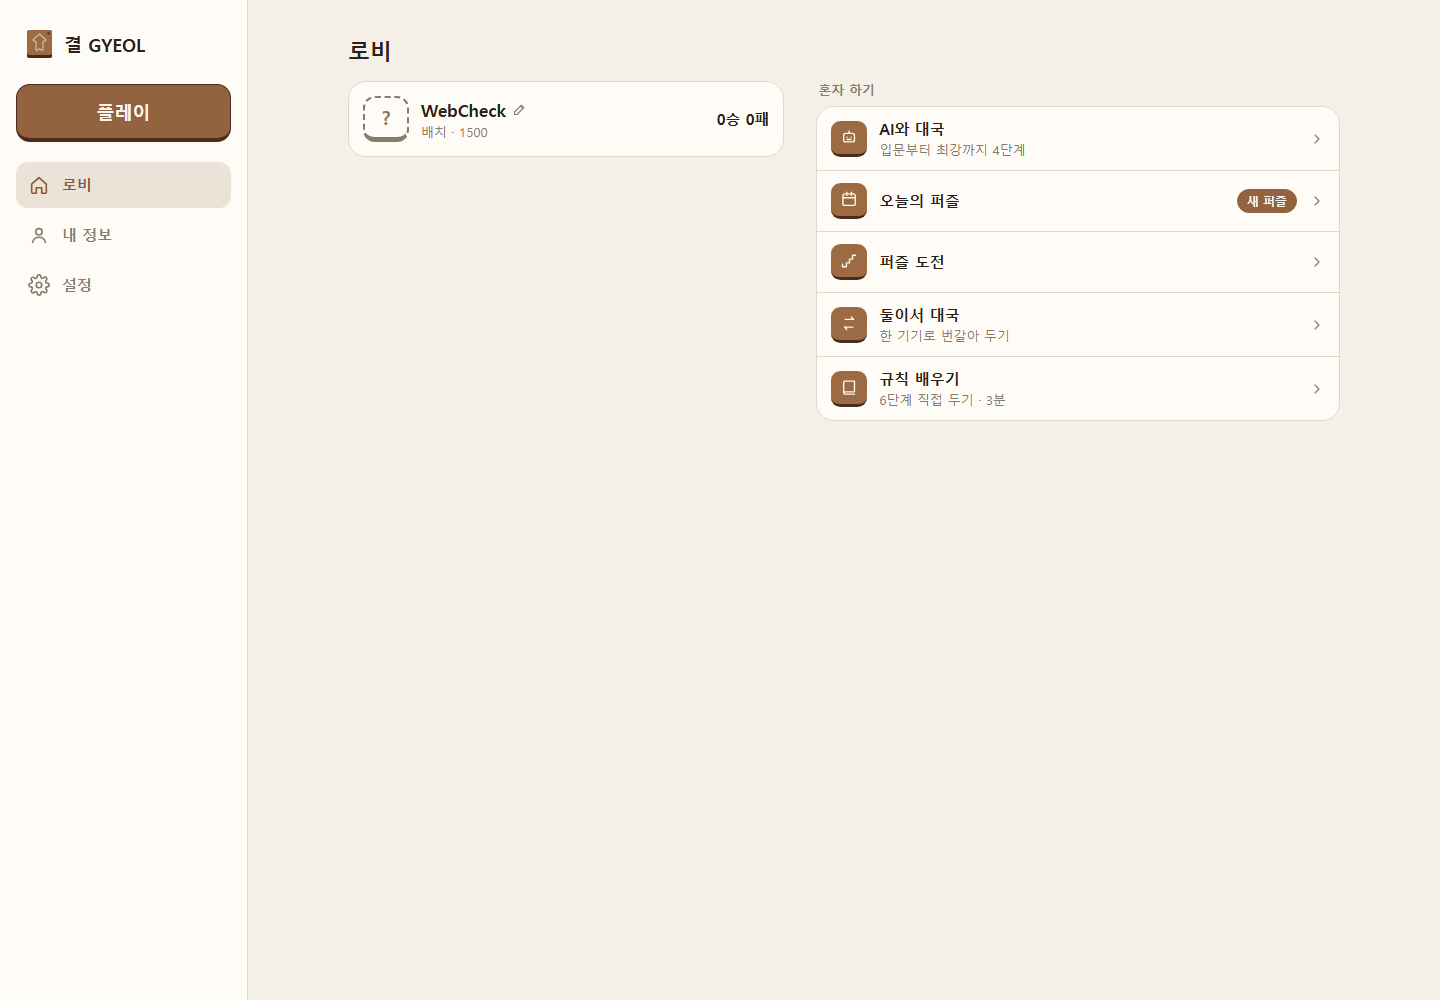 결 GYEOL
플레이
로비
내 정보
설정
로비
?
WebCheck
배치 · 1500
0승 0패
혼자 하기
AI와 대국
입문부터 최강까지 4단계
오늘의 퍼즐
새 퍼즐
퍼즐 도전
둘이서 대국
한 기기로 번갈아 두기
규칙 배우기
6단계 직접 두기 · 3분